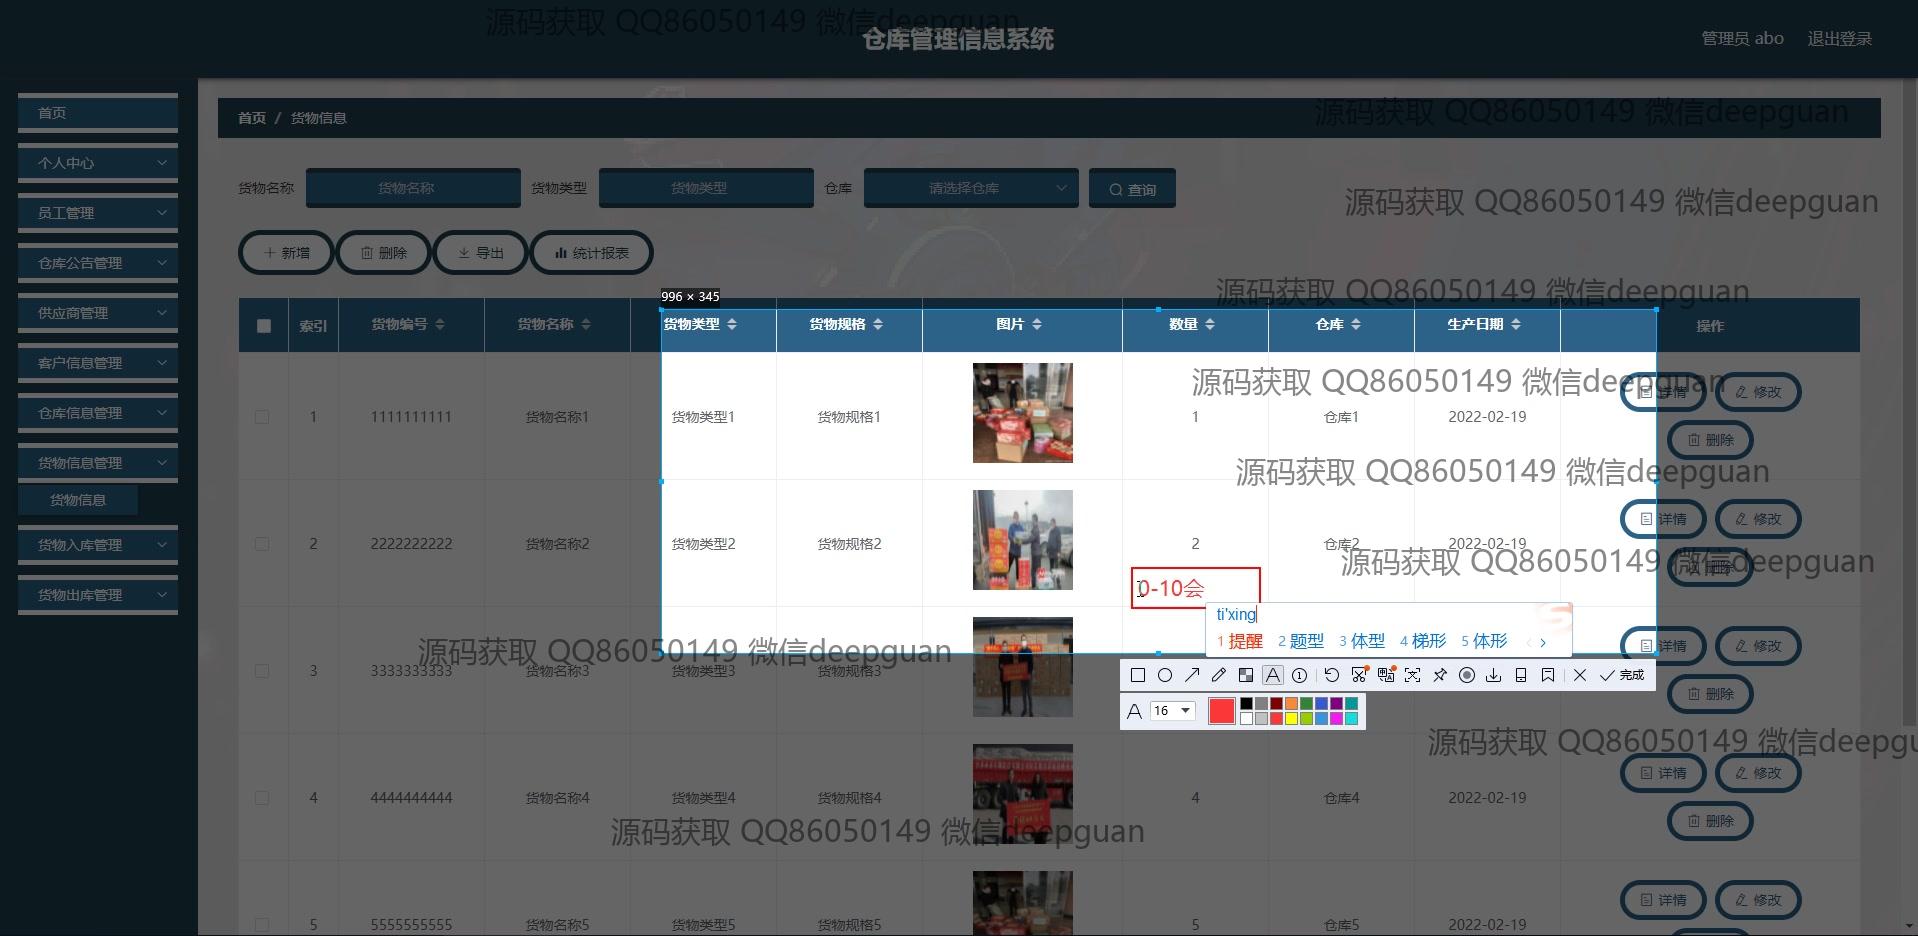 源码获取 QQ86050149 微信deepguan
仓库管理信息系统
管理员 abo 退出登录
首页
个人中心
员工管理
仓库公告管理
供应商管理
客户信息管理
仓库信息管理
货物信息管理
货物信息
货物入库管理
货物出库管理
首页 / 货物信息
源码获取 QQ86050149 微信deepguan
货物名称 货物名称 货物类型 货物类型 仓库 请选择仓库 查询
源码获取 QQ86050149 微信deepguan
新增 删除 导出 统计报表
996 × 345
源码获取 QQ86050149 微信deepguan
索引 货物编号 货物名称 货物类型 货物规格 图片 数量 仓库 生产日期 操作
源码获取 QQ86050149 微信deepguan
1 1111111111 货物名称1 货物类型1 货物规格1 1 仓库1 2022-02-19 详情 修改
删除
源码获取 QQ86050149 微信deepguan
2 2222222222 货物名称2 货物类型2 货物规格2 2 仓库2 2022-02-19 详情 修改
删除
源码获取 QQ86050149 微信deepguan
0-10会
ti'xing
1 提醒 2 题型 3 体型 4 梯形 5 体形
源码获取 QQ86050149 微信deepguan
3 3333333333 货物名称3 货物类型3 货物规格3 详情 修改
删除
完成
A 16
源码获取 QQ86050149 微信deepgu
4 4444444444 货物名称4 货物类型4 货物规格4 4 仓库4 2022-02-19 详情 修改
删除
源码获取 QQ86050149 微信deepguan
5 5555555555 货物名称5 货物类型5 货物规格5 5 仓库5 2022-02-19 详情 修改